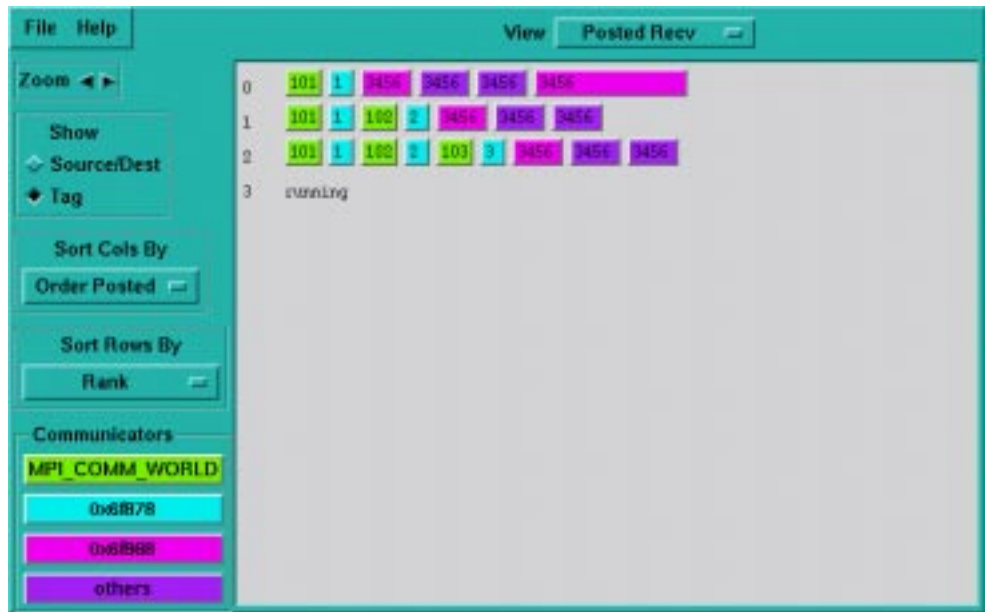 File Help
View Posted Recv
Zoom
Show
Source/Dest
Tag
Sort Cols By
Order Posted
Sort Rows By
Rank
Communicators
MPI_COMM_WORLD
0x6f878
0x6f988
others
0 101 1 3456 3456 3456 3456
1 101 1 102 2 3456 3456 3456
2 101 1 102 2 103 3 3456 3456 3456
3 running